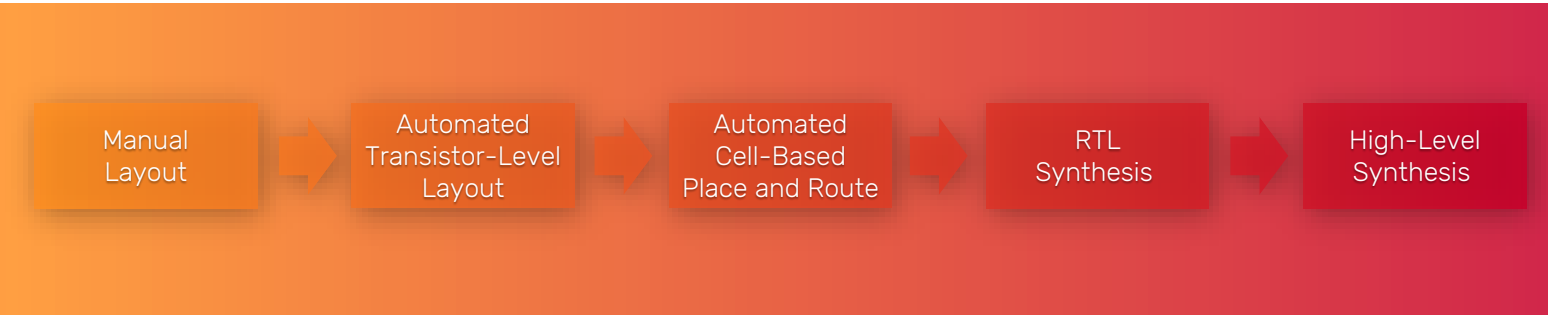 Manual
Layout
Automated
Transistor-Level
Layout
Automated
Cell-Based
Place and Route
RTL
Synthesis
High-Level
Synthesis